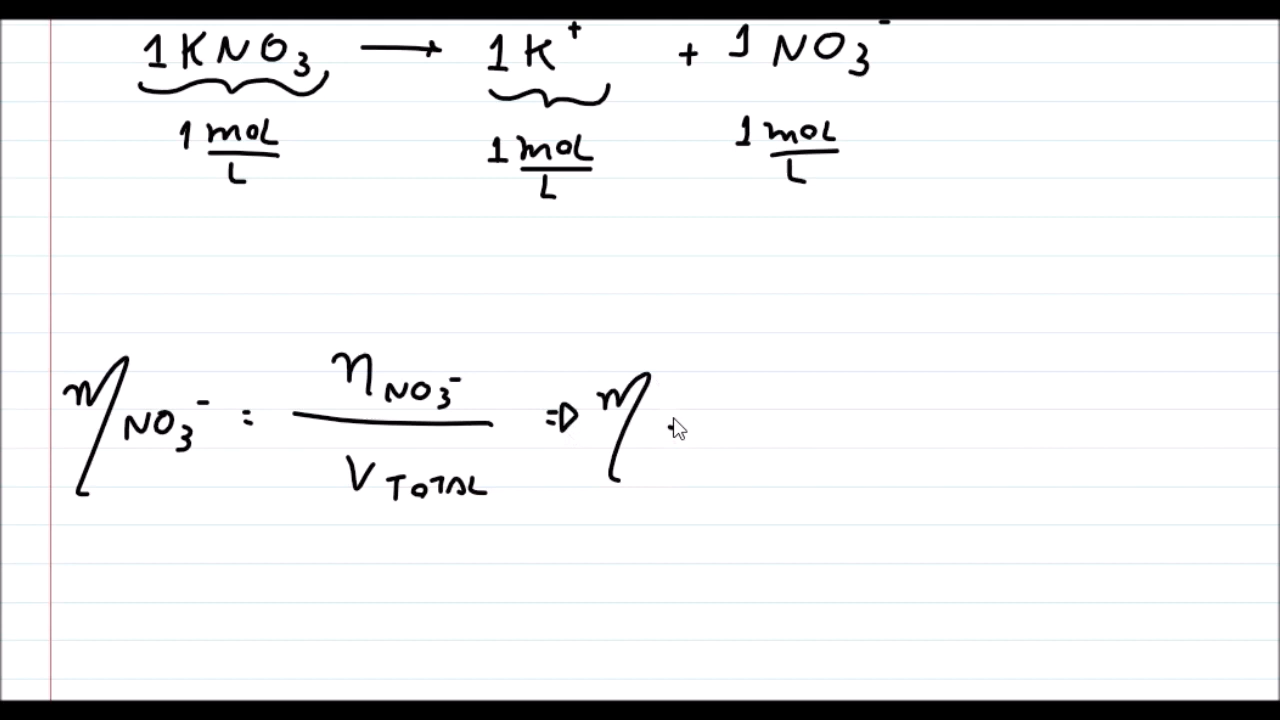 1KNO₃ → 1K⁺ + 1NO₃⁻
1 mol/L 1 mol/L 1 mol/L
m NO₃⁻ = n NO₃⁻ / V TOTAL ⇒ m